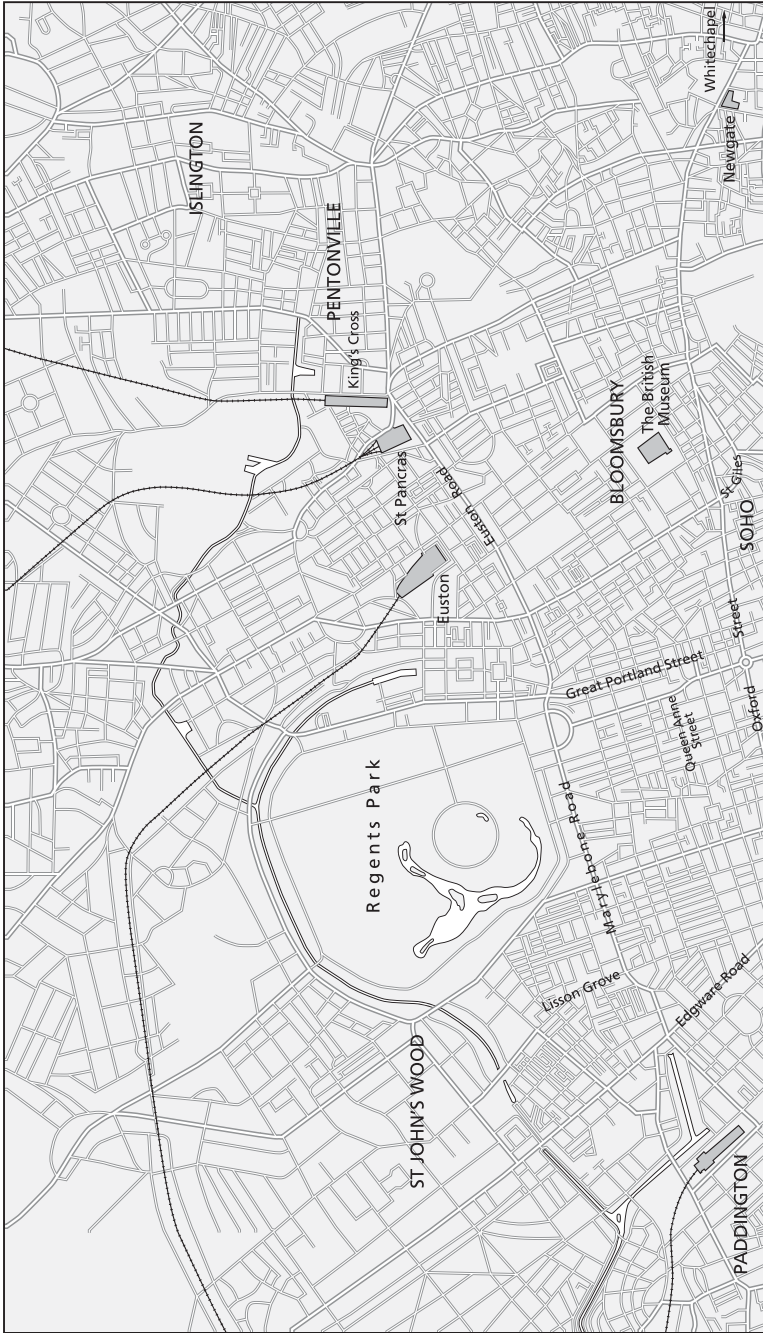 ISLINGTON
PENTONVILLE
King's Cross
Whitechapel
Newgate
St Pancras
Euston Road
BLOOMSBURY
The British
Museum
St Giles
SOHO
Euston
Great Portland Street
Street
Oxford
Queen Anne
Street
Regents Park
Marylebone Road
Lisson Grove
Edgware Road
ST JOHN'S WOOD
PADDINGTON